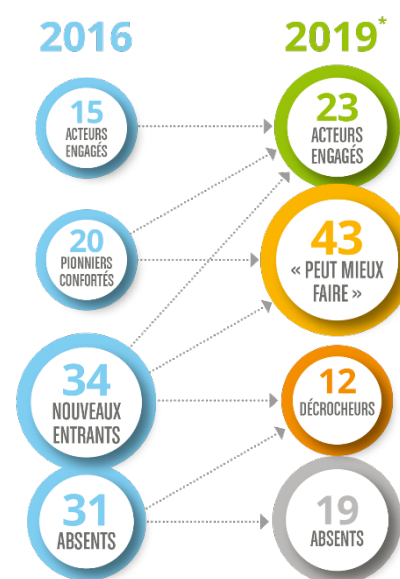 2016
15
ACTEURS
ENGAGÉS
20
PIONNIERS
CONFORTÉS
34
NOUVEAUX
ENTRANTS
31
ABSENTS
2019*
23
ACTEURS
ENGAGÉS
43
« PEUT MIEUX
FAIRE »
12
DÉCROCHEURS
19
ABSENTS